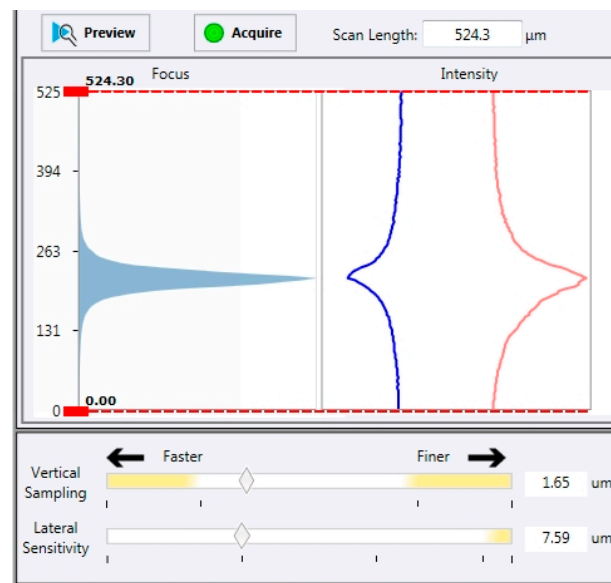 Preview Acquire Scan Length: 524.3 µm
Focus Intensity
524.30
525
394
263
131
0.00
0
Faster Finer
Vertical Sampling 1.65 um
Lateral Sensitivity 7.59 um